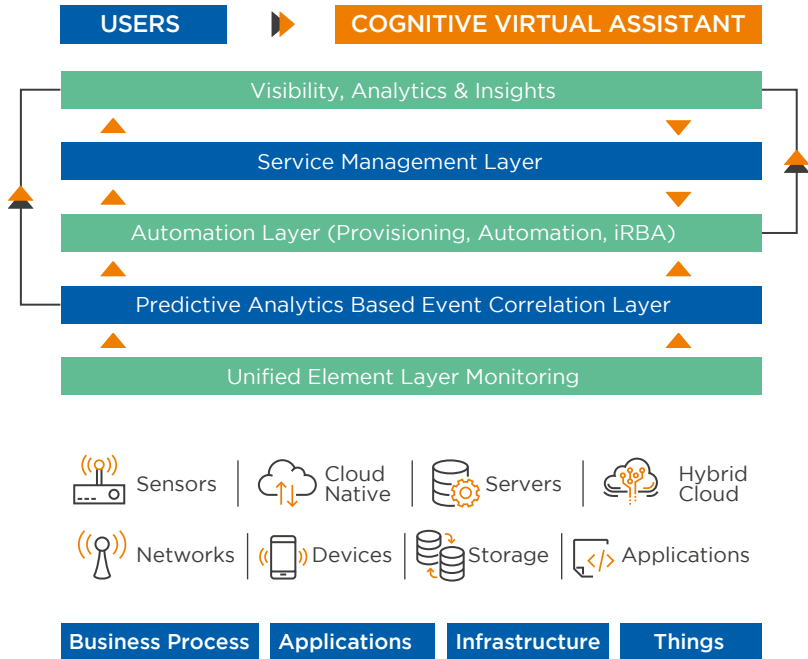 USERS
COGNITIVE VIRTUAL ASSISTANT
Visibility, Analytics & Insights
Service Management Layer
Automation Layer (Provisioning, Automation, iRBA)
Predictive Analytics Based Event Correlation Layer
Unified Element Layer Monitoring
Sensors
Cloud
Native
Servers
Hybrid
Cloud
Networks
Devices
Storage
</>
Applications
Business Process
Applications
Infrastructure
Things